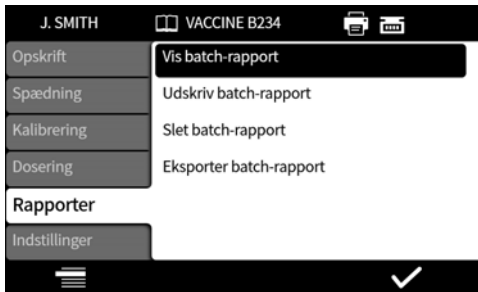 J. SMITH
VACCINE B234
Opskrift
Spædning
Kalibrering
Dosering
Rapporter
Indstillinger
Vis batch-rapport
Udskriv batch-rapport
Slet batch-rapport
Eksporter batch-rapport